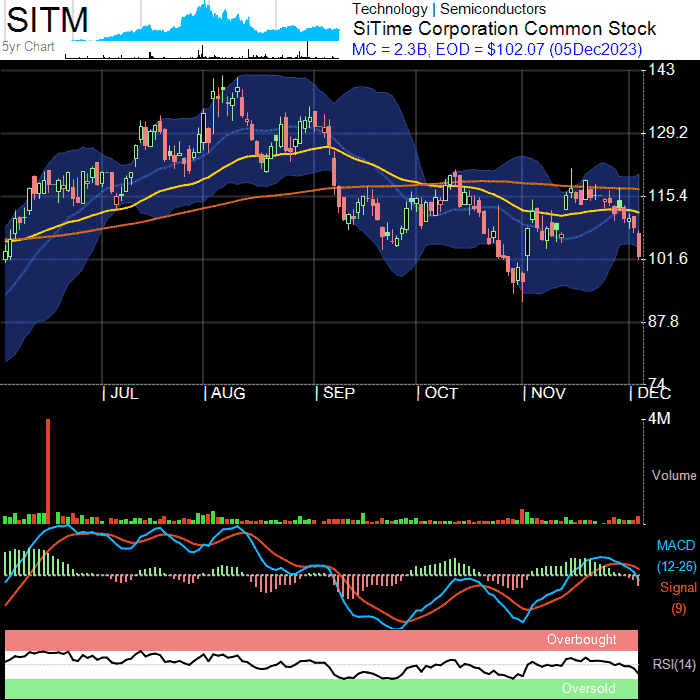 SITM
5yr Chart
Technology | Semiconductors
SiTime Corporation Common Stock
MC = 2.3B, EOD = $102.07 (05Dec2023)
143
129.2
115.4
101.6
87.8
74
| JUL | AUG | SEP | OCT | NOV | DEC
4M
Volume
MACD
(12-26)
Signal
(9)
Overbought
RSI(14)
Oversold